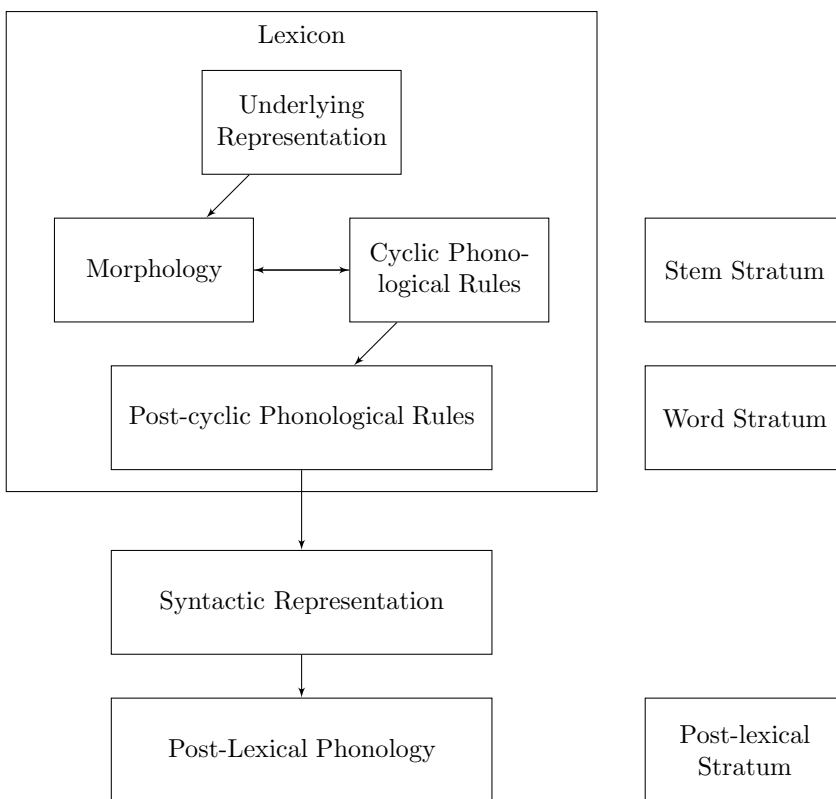 Lexicon
Underlying
Representation
Morphology
Cyclic Phono-
logical Rules
Stem Stratum
Post-cyclic Phonological Rules
Word Stratum
Syntactic Representation
Post-Lexical Phonology
Post-lexical
Stratum